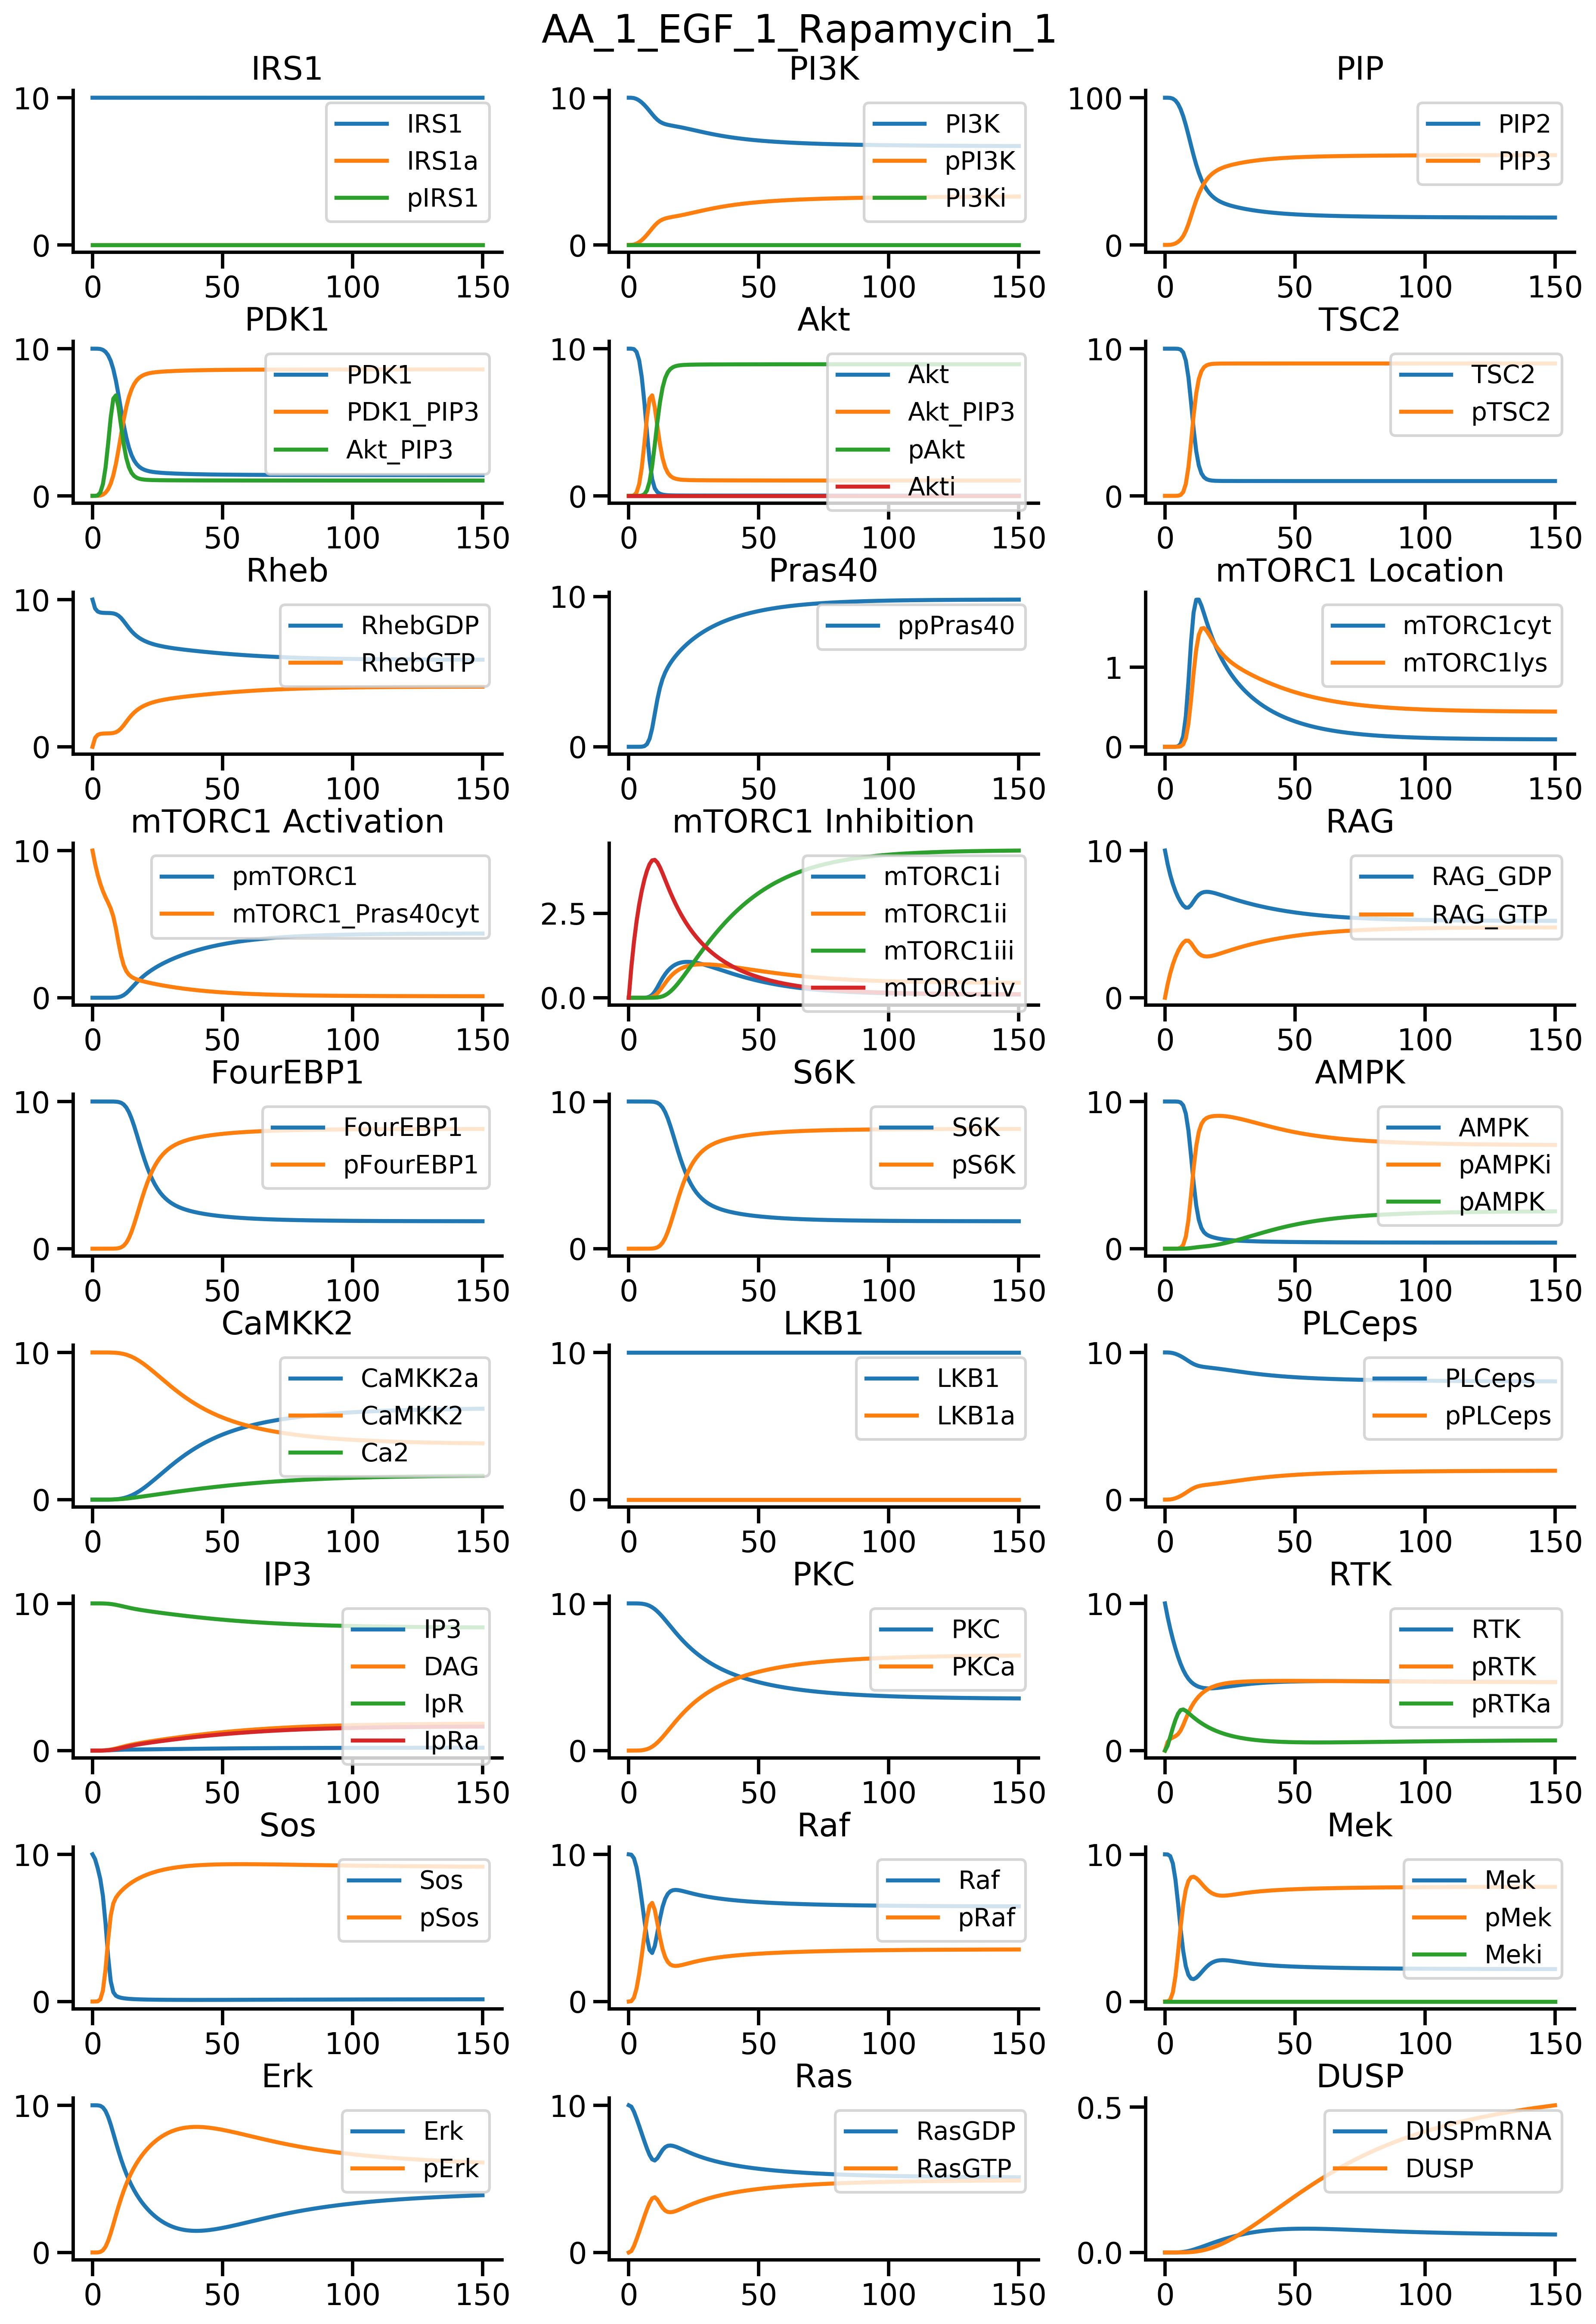 AA_1_EGF_1_Rapamycin_1
IRS1
10
0
0 50 100 150
IRS1
IRS1a
pIRS1
PI3K
10
0
0 50 100 150
PI3K
pPI3K
PI3Ki
PIP
100
0
0 50 100 150
PIP2
PIP3
PDK1
10
0
0 50 100 150
PDK1
PDK1_PIP3
Akt_PIP3
Akt
10
0
0 50 100 150
Akt
Akt_PIP3
pAkt
Akti
TSC2
10
0
0 50 100 150
TSC2
pTSC2
Rheb
10
0
0 50 100 150
RhebGDP
RhebGTP
Pras40
10
0
0 50 100 150
ppPras40
mTORC1 Location
1
0
0 50 100 150
mTORC1cyt
mTORC1lys
mTORC1 Activation
10
0
0 50 100 150
pmTORC1
mTORC1_Pras40cyt
mTORC1 Inhibition
2.5
0.0
0 50 100 150
mTORC1i
mTORC1ii
mTORC1iii
mTORC1iv
RAG
10
0
0 50 100 150
RAG_GDP
RAG_GTP
FourEBP1
10
0
0 50 100 150
FourEBP1
pFourEBP1
S6K
10
0
0 50 100 150
S6K
pS6K
AMPK
10
0
0 50 100 150
AMPK
pAMPKi
pAMPK
CaMKK2
10
0
0 50 100 150
CaMKK2a
CaMKK2
Ca2
LKB1
10
0
0 50 100 150
LKB1
LKB1a
PLCeps
10
0
0 50 100 150
PLCeps
pPLCeps
IP3
10
0
0 50 100 150
IP3
DAG
IpR
IpRa
PKC
10
0
0 50 100 150
PKC
PKCa
RTK
10
0
0 50 100 150
RTK
pRTK
pRTKa
Sos
10
0
0 50 100 150
Sos
pSos
Raf
10
0
0 50 100 150
Raf
pRaf
Mek
10
0
0 50 100 150
Mek
pMek
Meki
Erk
10
0
0 50 100 150
Erk
pErk
Ras
10
0
0 50 100 150
RasGDP
RasGTP
DUSP
0.5
0.0
0 50 100 150
DUSPmRNA
DUSP